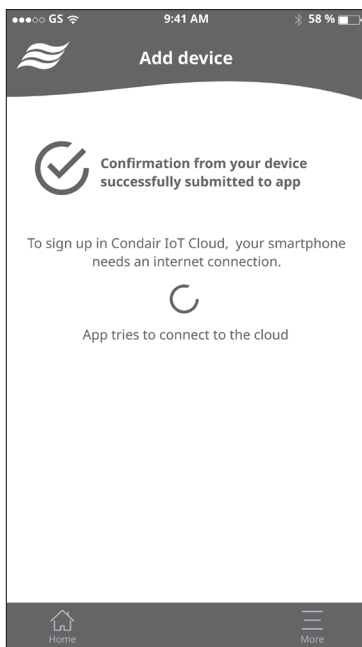 GS 9:41 AM 58 %
Add device
Confirmation from your device
successfully submitted to app
To sign up in Condair IoT Cloud, your smartphone
needs an internet connection.
App tries to connect to the cloud
Home More